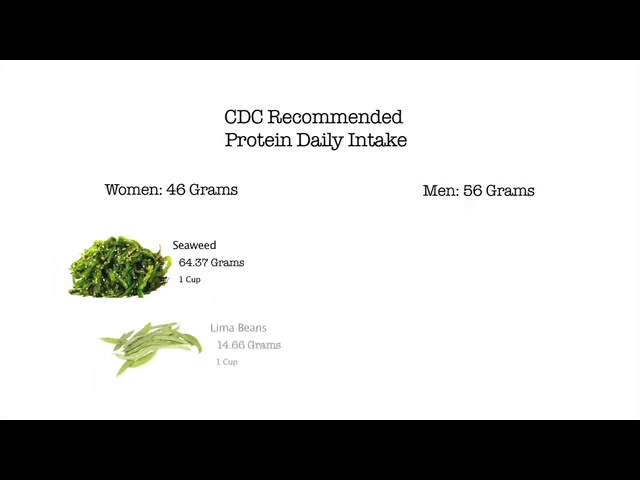 CDC Recommended
Protein Daily Intake
Women: 46 Grams
Men: 56 Grams
Seaweed
64.37 Grams
1 Cup
Lima Beans
14.66 Grams
1 Cup